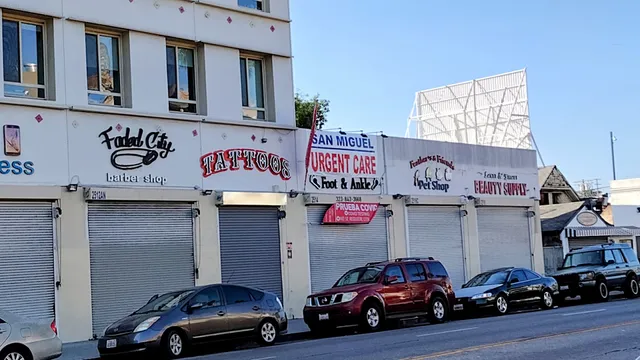 ess
Faded City
barber shop
TATTOOS
SAN MIGUEL
URGENT CARE
Foot & Ankle
PRUEBA COVID
Feathers n Friends
Pet Shop
BEAUTY SUPPLY